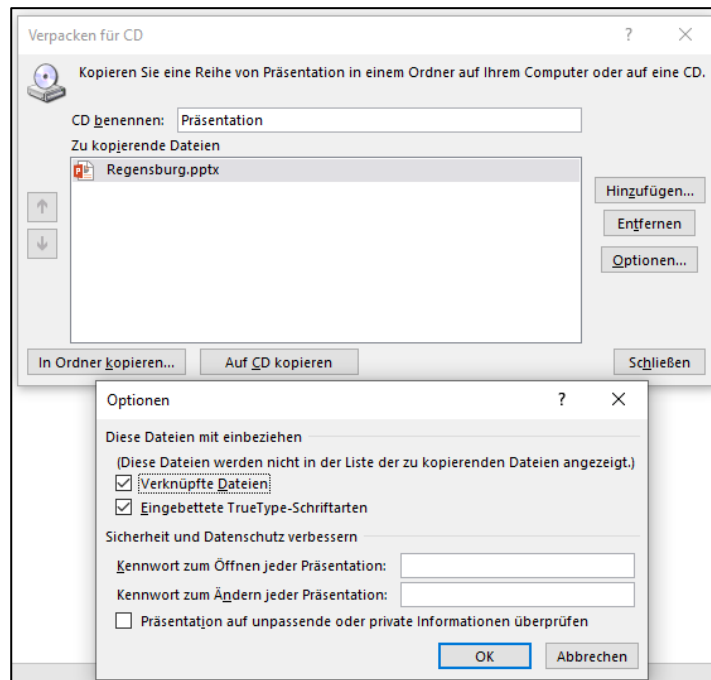 Verpacken für CD
Kopieren Sie eine Reihe von Präsentation in einem Ordner auf Ihrem Computer oder auf eine CD.
CD benennen: Präsentation
Zu kopierende Dateien
Regensburg.pptx
Hinzufügen...
Entfernen
Optionen...
In Ordner kopieren... Auf CD kopieren Schließen
Optionen
Diese Dateien mit einbeziehen
(Diese Dateien werden nicht in der Liste der zu kopierenden Dateien angezeigt.)
Verknüpfte Dateien
Eingebettete TrueType-Schriftarten
Sicherheit und Datenschutz verbessern
Kennwort zum Öffnen jeder Präsentation:
Kennwort zum Ändern jeder Präsentation:
Präsentation auf unpassende oder private Informationen überprüfen
OK Abbrechen